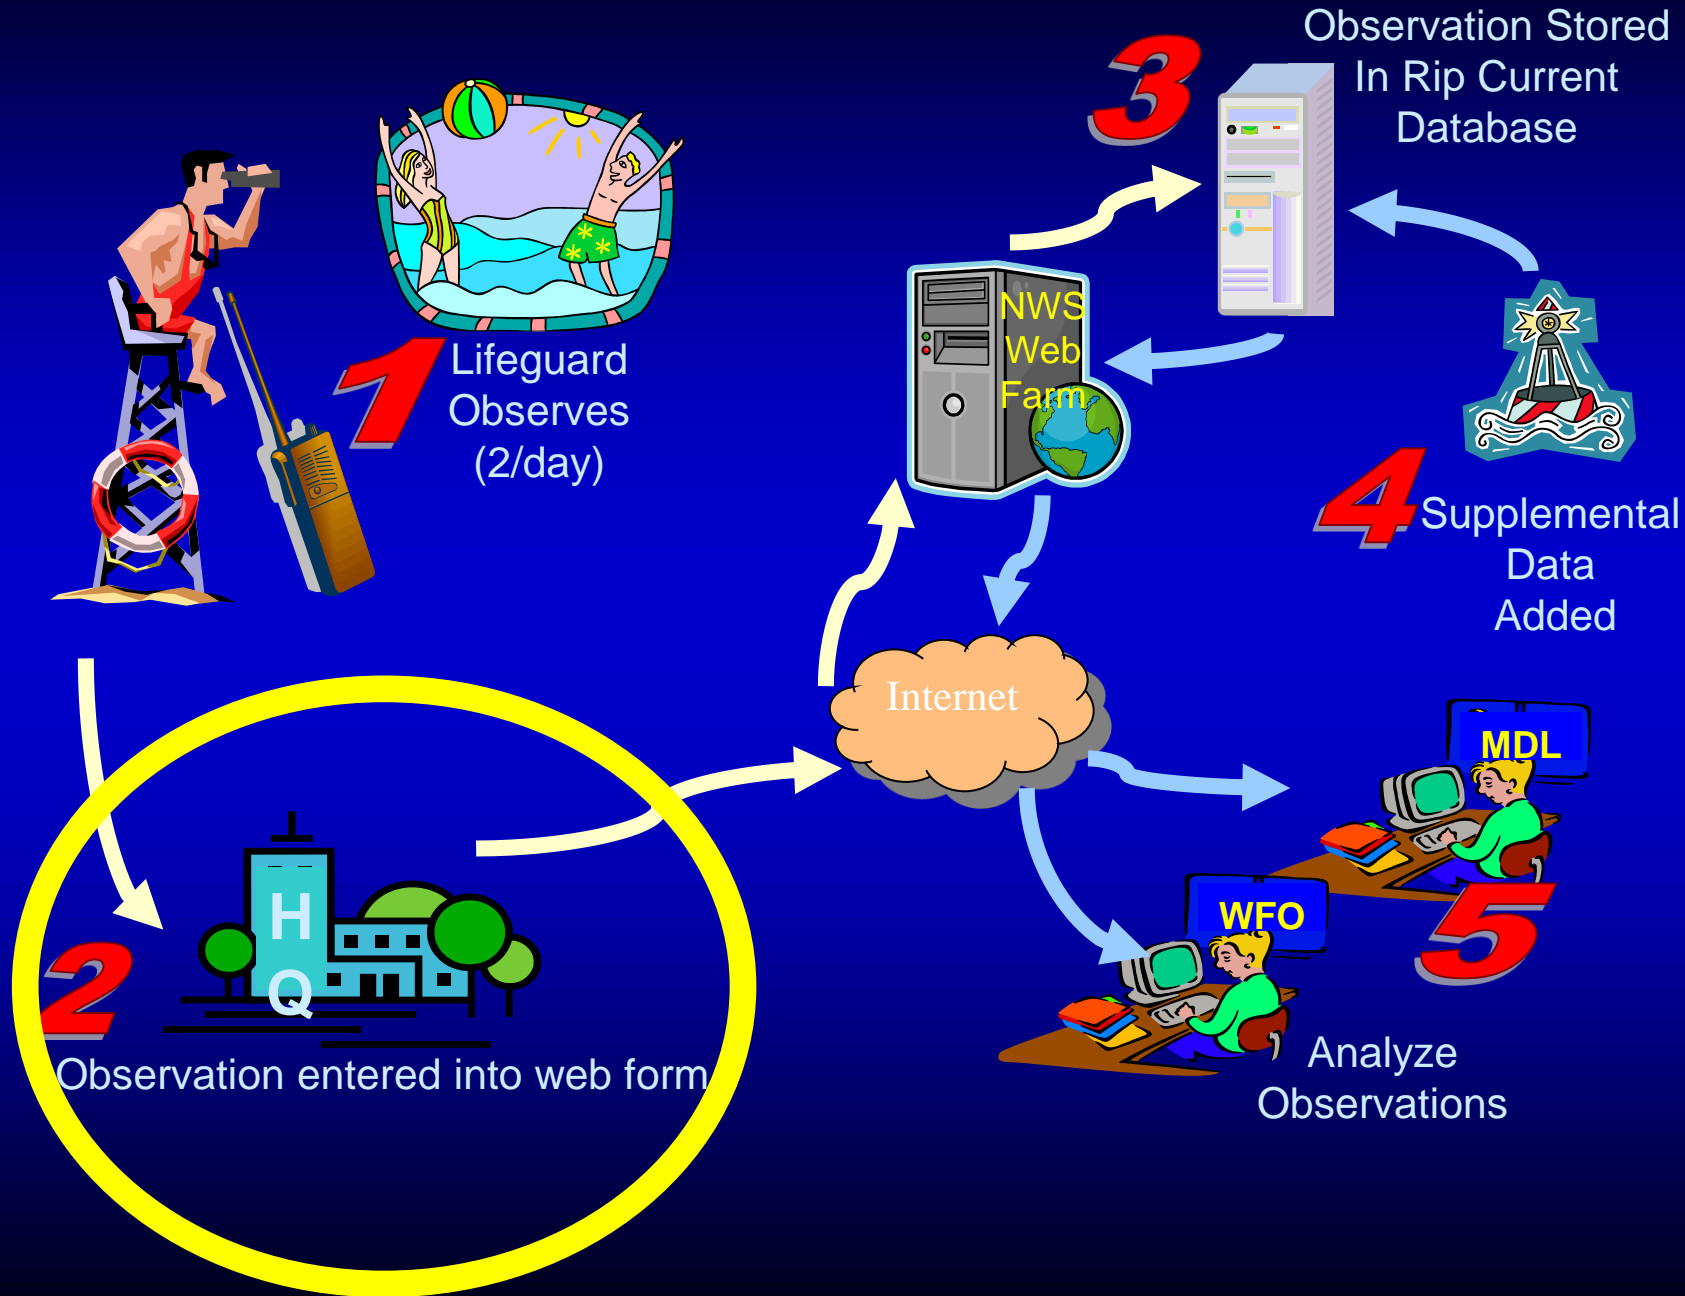 1
Lifeguard
Observes
(2/day)
2
H
Q
Observation entered into web form
3
Observation Stored
In Rip Current
Database
NWS
Web
Farm
4
Supplemental
Data
Added
Internet
MDL
WFO
5
Analyze
Observations